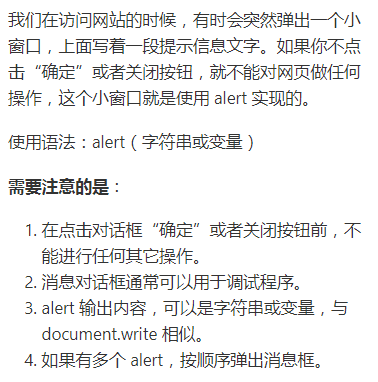 我们在访问网站的时候，有时会突然弹出一个小
窗口，上面写着一段提示信息文字。如果你不点
击“确定”或者关闭按钮，就不能对网页做任何
操作，这个小窗口就是使用 alert 实现的。
使用语法：alert（字符串或变量）
需要注意的是：
1. 在点击对话框“确定”或者关闭按钮前，不
能进行任何其它操作。
2. 消息对话框通常可以用于调试程序。
3. alert 输出内容，可以是字符串或变量，与
document.write 相似。
4. 如果有多个 alert，按顺序弹出消息框。